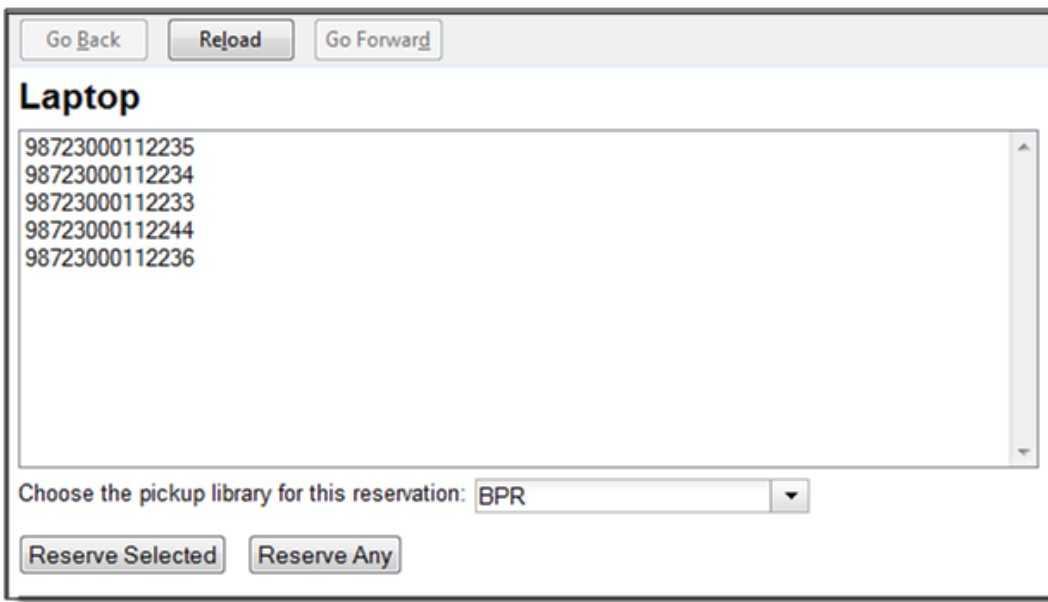 Go Back Reload Go Forward
Laptop
98723000112235
98723000112234
98723000112233
98723000112244
98723000112236
Choose the pickup library for this reservation: BPR
Reserve Selected Reserve Any